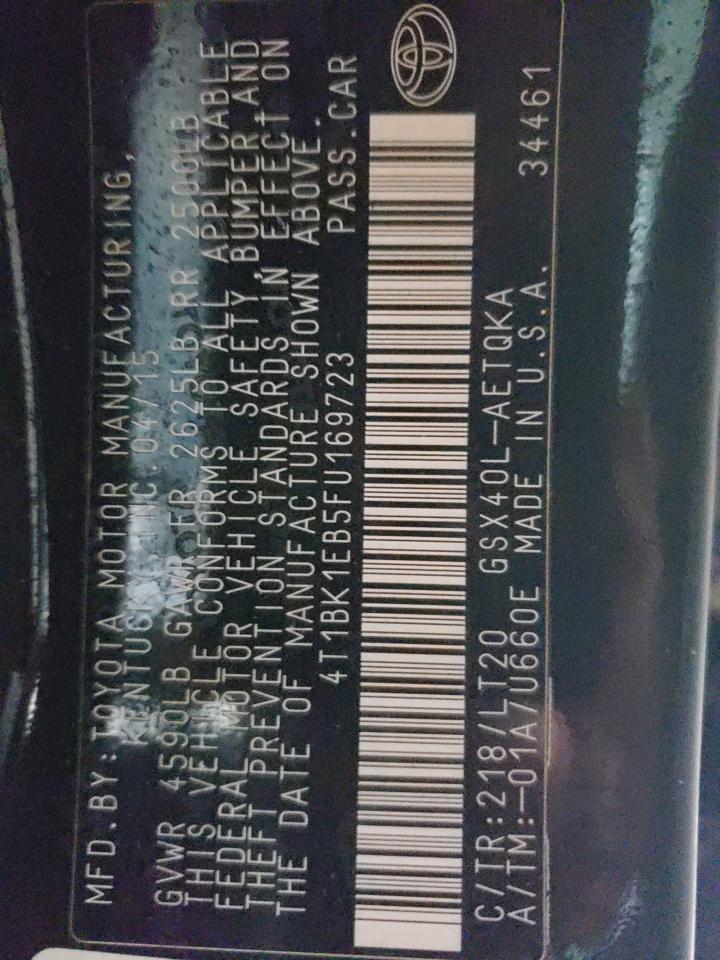 MFD.BY:TOYOTA MOTOR MANUFACTURING,
KENTUCKY, INC. 04/15
GVWR 4590LB GAWR FR 2625LB RR 2500LB
THIS VEHICLE CONFORMS TO ALL APPLICABLE
FEDERAL MOTOR VEHICLE SAFETY,BUMPER AND
THEFT PREVENTION STANDARDS IN EFFECT ON
THE DATE OF MANUFACTURE SHOWN ABOVE.
4T1BK1EB5FU169723 PASS.CAR
C/TR:218/LT20 GSX40L-AETQKA
A/TM:-01A/U660E MADE IN U.S.A. 34461